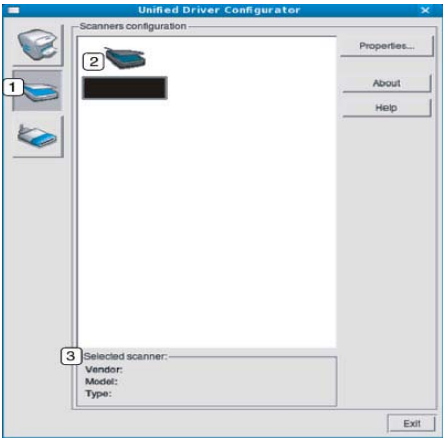 Unified Driver Configurator
Scanners configuration
Properties...
2
1
About
Help
3
Selected scanner:
Vendor:
Model:
Type:
Exit